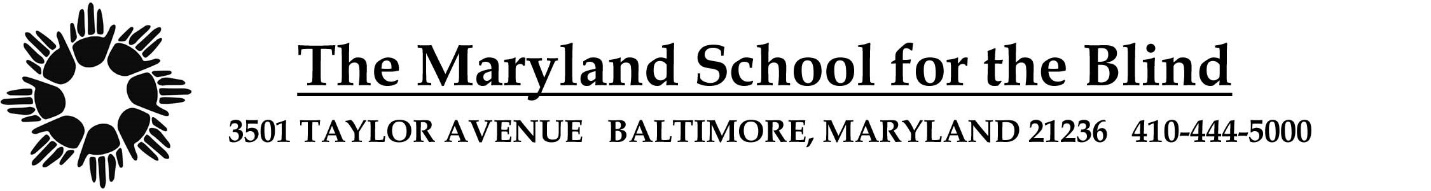 The Maryland School for the Blind
3501 TAYLOR AVENUE BALTIMORE, MARYLAND 21236 410-444-5000